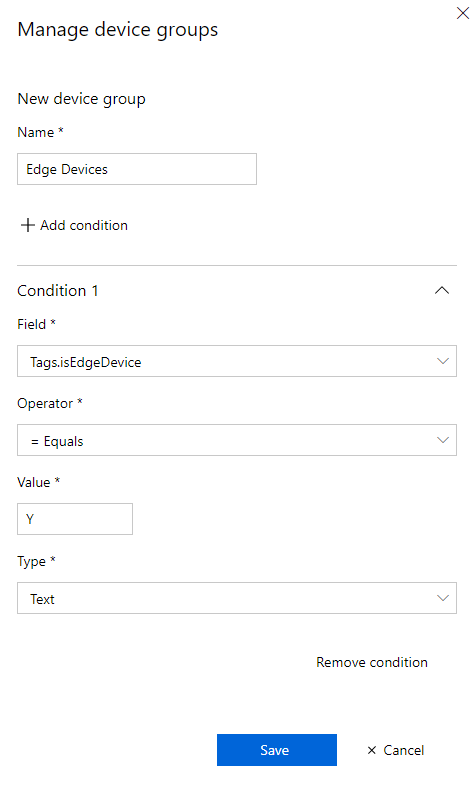 Manage device groups
New device group
Name *
Edge Devices
Add condition
Condition 1
Field *
Tags.isEdgeDevice
Operator *
= Equals
Value *
Y
Type *
Text
Remove condition
Save
Cancel